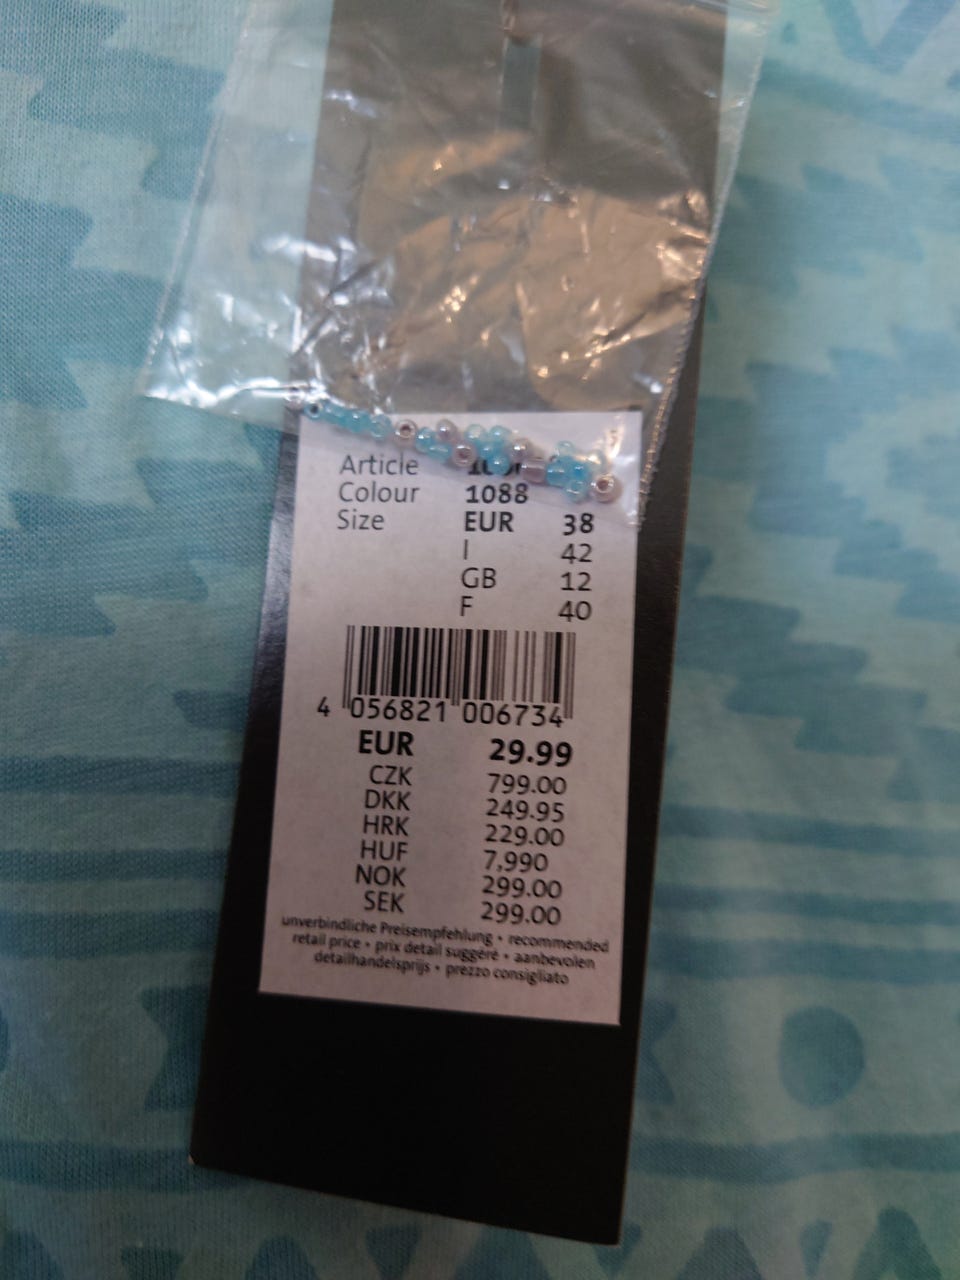 Article
Colour 1088
Size EUR 38
I 42
GB 12
F 40
4 056821 006734
EUR 29.99
CZK 799.00
DKK 249.95
HRK 229.00
HUF 7,990
NOK 299.00
SEK 299.00
unverbindliche Preisempfehlung • recommended
retail price • prix detail suggéré • aanbevolen
detailhandelsprijs • prezzo consigliato